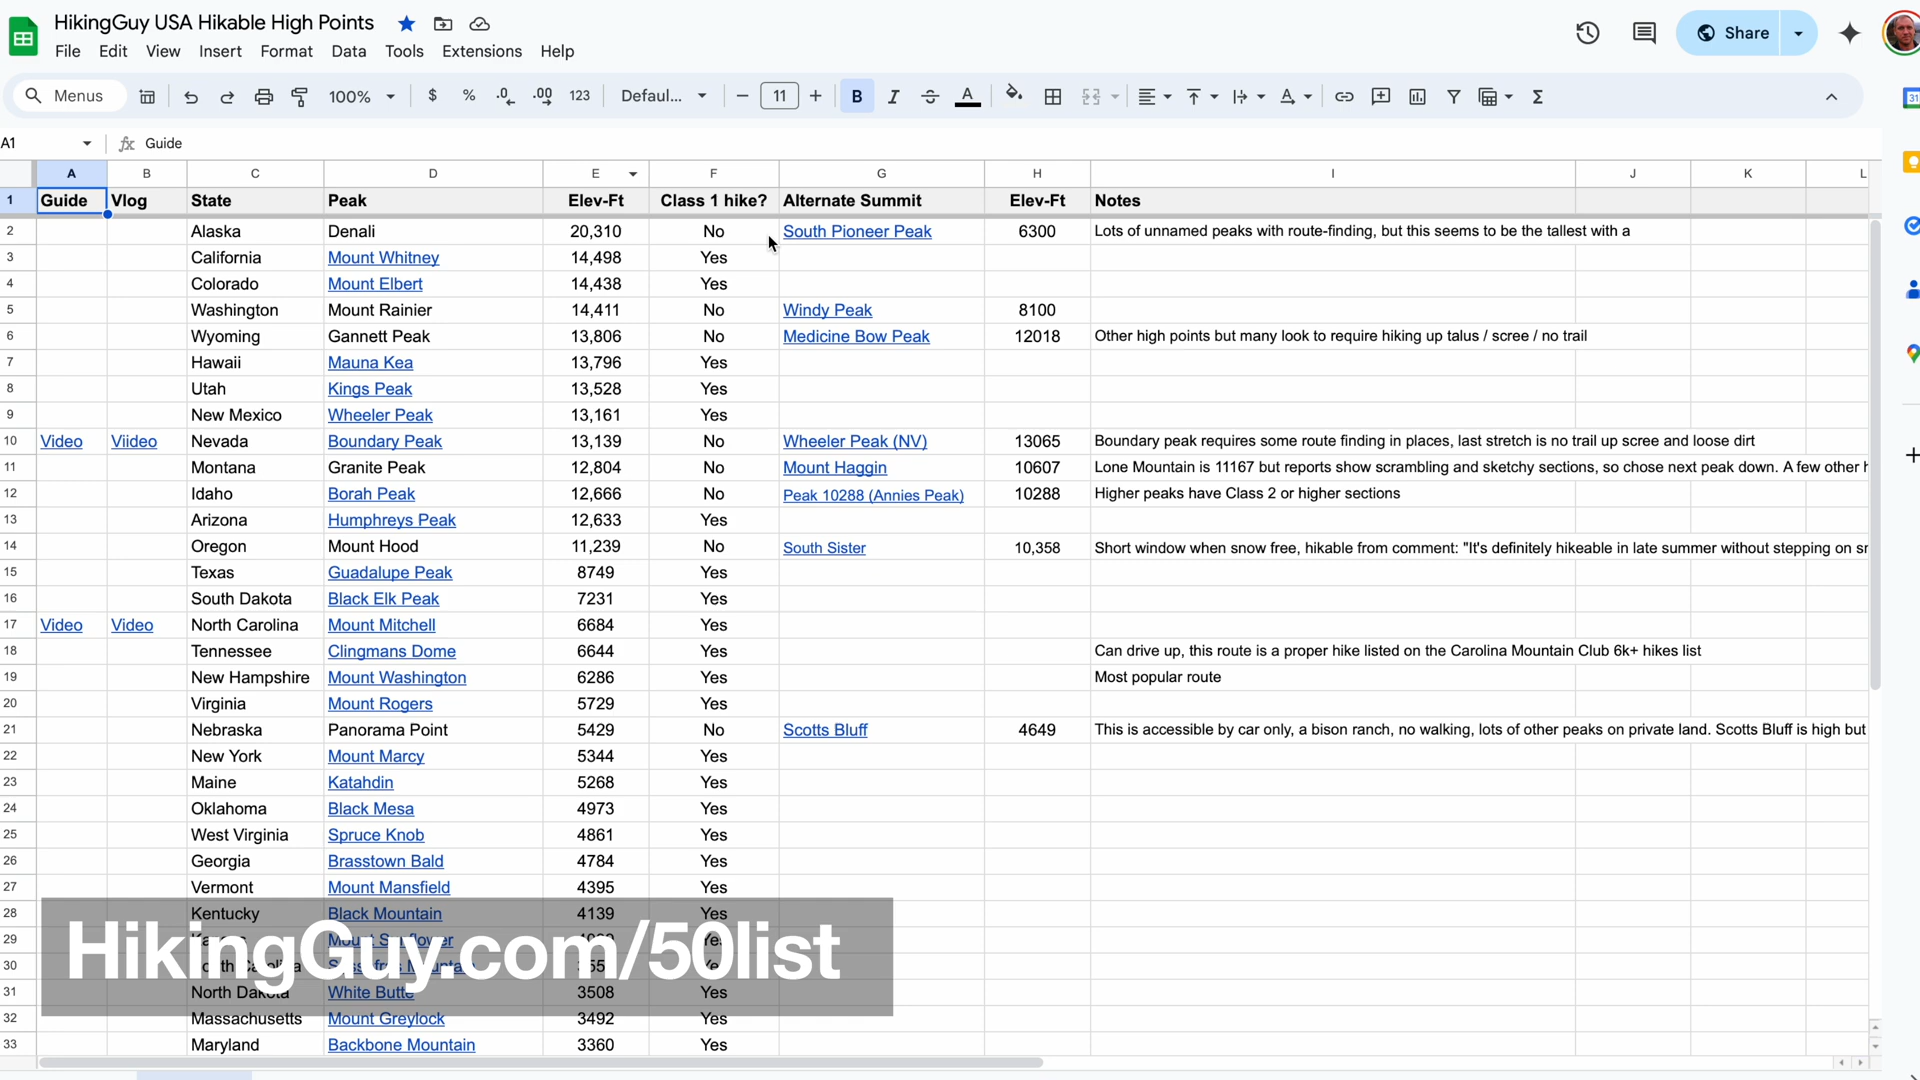 HikingGuy USA Hikable High Points
File Edit View Insert Format Data Tools Extensions Help
Share
Menus 100% $ % .0 .00 123 Defaul... 11 B I A
A1 fx Guide
A B C D E F G H I J K L
1 Guide Vlog State Peak Elev-Ft Class 1 hike? Alternate Summit Elev-Ft Notes
2 Alaska Denali 20,310 No South Pioneer Peak 6300 Lots of unnamed peaks with route-finding, but this seems to be the tallest with a
3 California Mount Whitney 14,498 Yes
4 Colorado Mount Elbert 14,438 Yes
5 Washington Mount Rainier 14,411 No Windy Peak 8100
6 Wyoming Gannett Peak 13,806 No Medicine Bow Peak 12018 Other high points but many look to require hiking up talus / scree / no trail
7 Hawaii Mauna Kea 13,796 Yes
8 Utah Kings Peak 13,528 Yes
9 New Mexico Wheeler Peak 13,161 Yes
10 Video Viideo Nevada Boundary Peak 13,139 No Wheeler Peak (NV) 13065 Boundary peak requires some route finding in places, last stretch is no trail up scree and loose dirt
11 Montana Granite Peak 12,804 No Mount Haggin 10607 Lone Mountain is 11167 but reports show scrambling and sketchy sections, so chose next peak down. A few other
12 Idaho Borah Peak 12,666 No Peak 10288 (Annies Peak) 10288 Higher peaks have Class 2 or higher sections
13 Arizona Humphreys Peak 12,633 Yes
14 Oregon Mount Hood 11,239 No South Sister 10,358 Short window when snow free, hikable from comment: "It's definitely hikeable in late summer without stepping on
15 Texas Guadalupe Peak 8749 Yes
16 South Dakota Black Elk Peak 7231 Yes
17 Video Video North Carolina Mount Mitchell 6684 Yes
18 Tennessee Clingmans Dome 6644 Yes Can drive up, this route is a proper hike listed on the Carolina Mountain Club 6k+ hikes list
19 New Hampshire Mount Washington 6286 Yes Most popular route
20 Virginia Mount Rogers 5729 Yes
21 Nebraska Panorama Point 5429 No Scotts Bluff 4649 This is accessible by car only, a bison ranch, no walking, lots of other peaks on private land. Scotts Bluff is high but
22 New York Mount Marcy 5344 Yes
23 Maine Katahdin 5268 Yes
24 Oklahoma Black Mesa 4973 Yes
25 West Virginia Spruce Knob 4861 Yes
26 Georgia Brasstown Bald 4784 Yes
27 Vermont Mount Mansfield 4395 Yes
28 Kentucky Black Mountain 4139 Yes
29
HikingGuy.com/50list
30
31 North Dakota White Butte 3508 Yes
32 Massachusetts Mount Greylock 3492 Yes
33 Maryland Backbone Mountain 3360 Yes